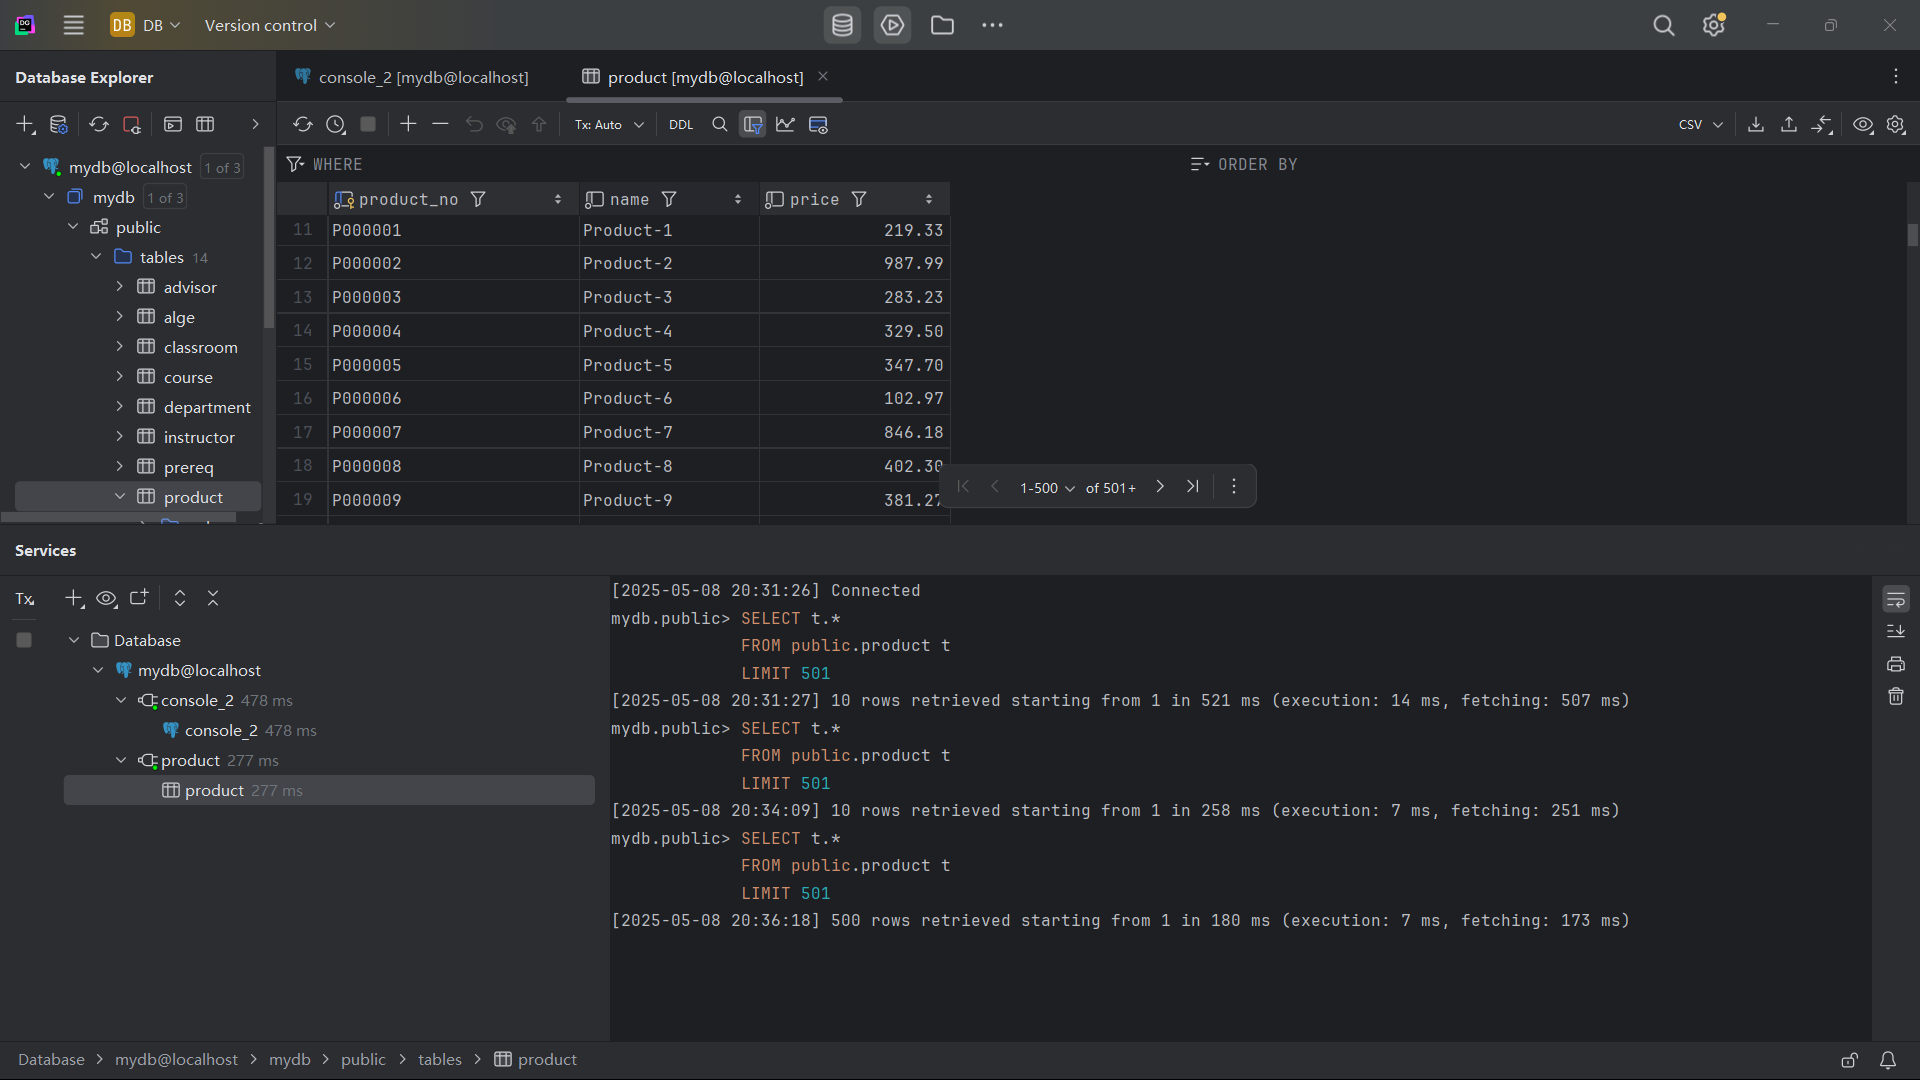 DB DB Version control
Database Explorer
console_2 [mydb@localhost]
product [mydb@localhost]
Tx: Auto DDL CSV
WHERE ORDER BY
mydb@localhost 1 of 3
mydb 1 of 3
public
tables 14
advisor
alge
classroom
course
department
instructor
prereq
product
product_no name price
11 P000001 Product-1 219.33
12 P000002 Product-2 987.99
13 P000003 Product-3 283.23
14 P000004 Product-4 329.50
15 P000005 Product-5 347.70
16 P000006 Product-6 102.97
17 P000007 Product-7 846.18
18 P000008 Product-8 402.30
19 P000009 Product-9 381.27
1-500 of 501+
Services
Tx
Database
mydb@localhost
console_2 478 ms
console_2 478 ms
product 277 ms
product 277 ms
[2025-05-08 20:31:26] Connected
mydb.public> SELECT t.*
FROM public.product t
LIMIT 501
[2025-05-08 20:31:27] 10 rows retrieved starting from 1 in 521 ms (execution: 14 ms, fetching: 507 ms)
mydb.public> SELECT t.*
FROM public.product t
LIMIT 501
[2025-05-08 20:34:09] 10 rows retrieved starting from 1 in 258 ms (execution: 7 ms, fetching: 251 ms)
mydb.public> SELECT t.*
FROM public.product t
LIMIT 501
[2025-05-08 20:36:18] 500 rows retrieved starting from 1 in 180 ms (execution: 7 ms, fetching: 173 ms)
Database > mydb@localhost > mydb > public > tables > product